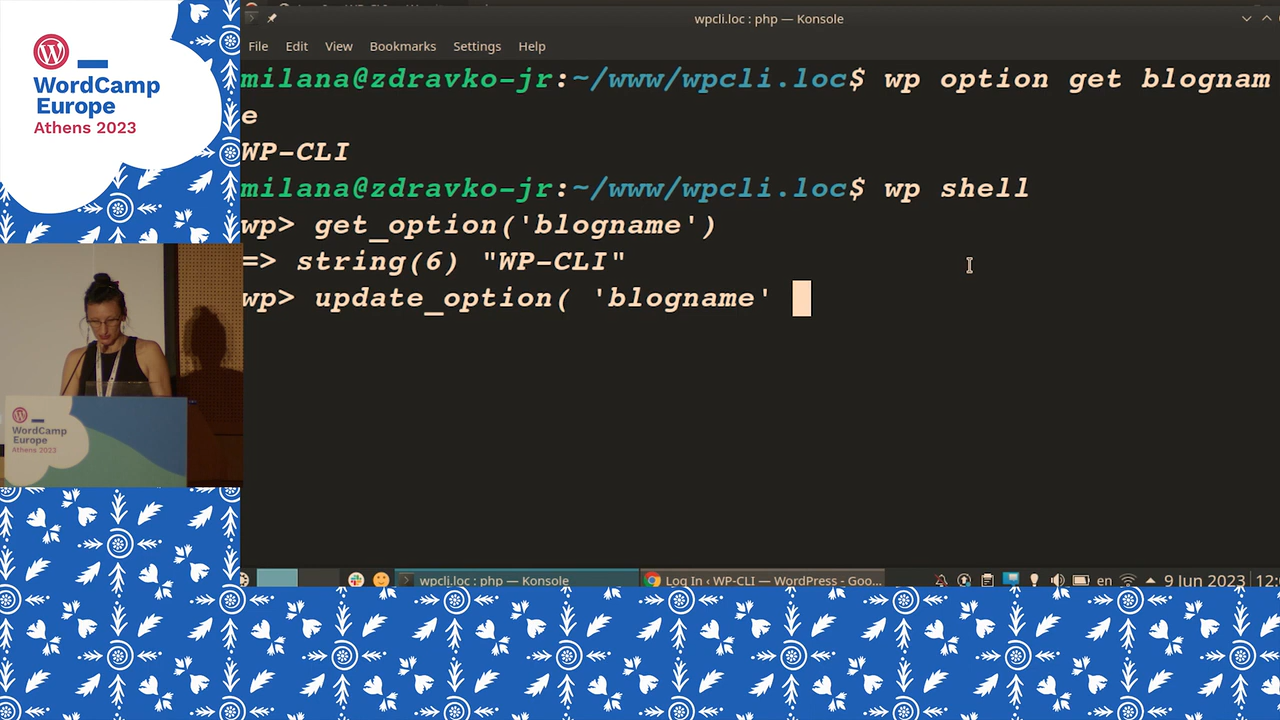 WordCamp
Europe
Athens 2023
wpcli.loc : php — Konsole
File Edit View Bookmarks Settings Help
milana@zdravko-jr:~/www/wpcli.loc$ wp option get blognam
e
WP-CLI
milana@zdravko-jr:~/www/wpcli.loc$ wp shell
wp> get_option('blogname')
=> string(6) "WP-CLI"
wp> update_option( 'blogname'
WordCamp
Europe
Athens 2023
wpcli.loc : php — Konsole
Log In ‹ WP-CLI — WordPress - Goo...
en
9 Jun 2023